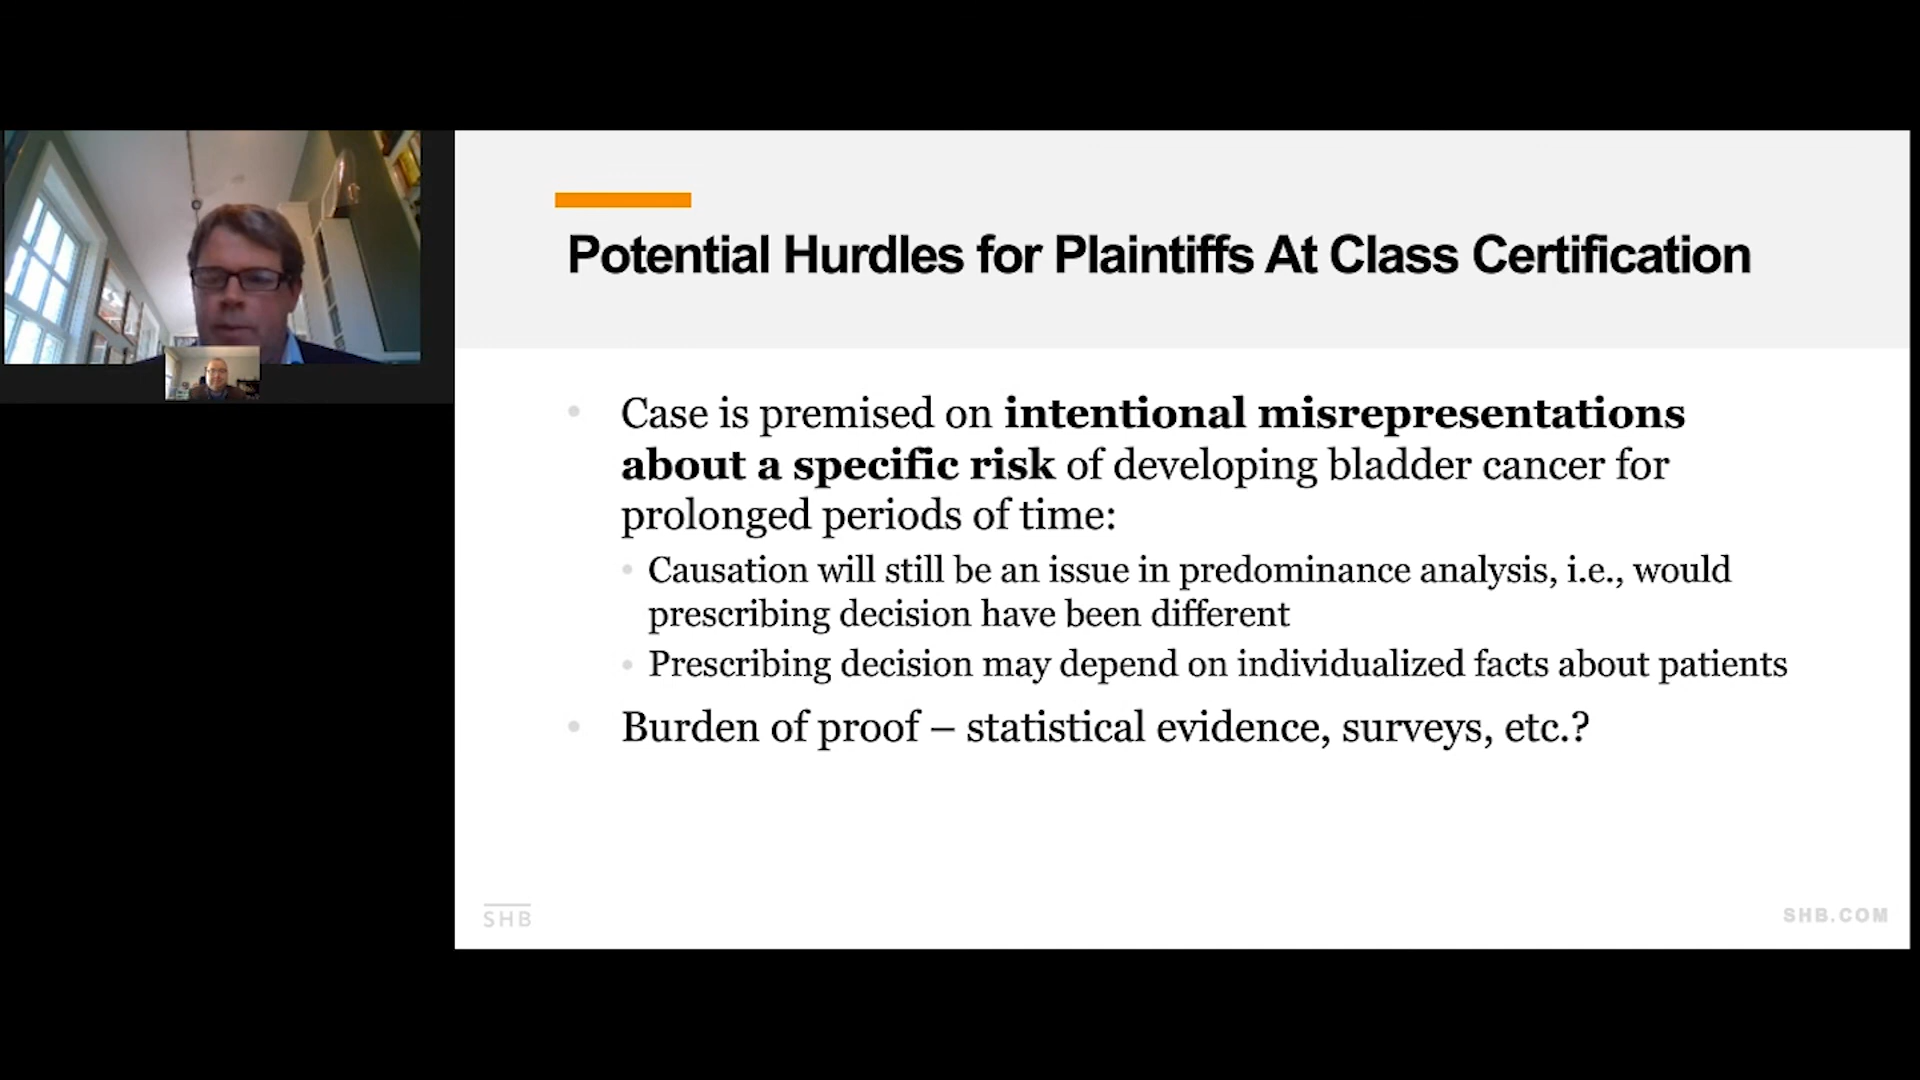 Potential Hurdles for Plaintiffs At Class Certification
Case is premised on intentional misrepresentations
about a specific risk of developing bladder cancer for
prolonged periods of time:
Causation will still be an issue in predominance analysis, i.e., would
prescribing decision have been different
Prescribing decision may depend on individualized facts about patients
Burden of proof – statistical evidence, surveys, etc.?
SHB
SHB.COM